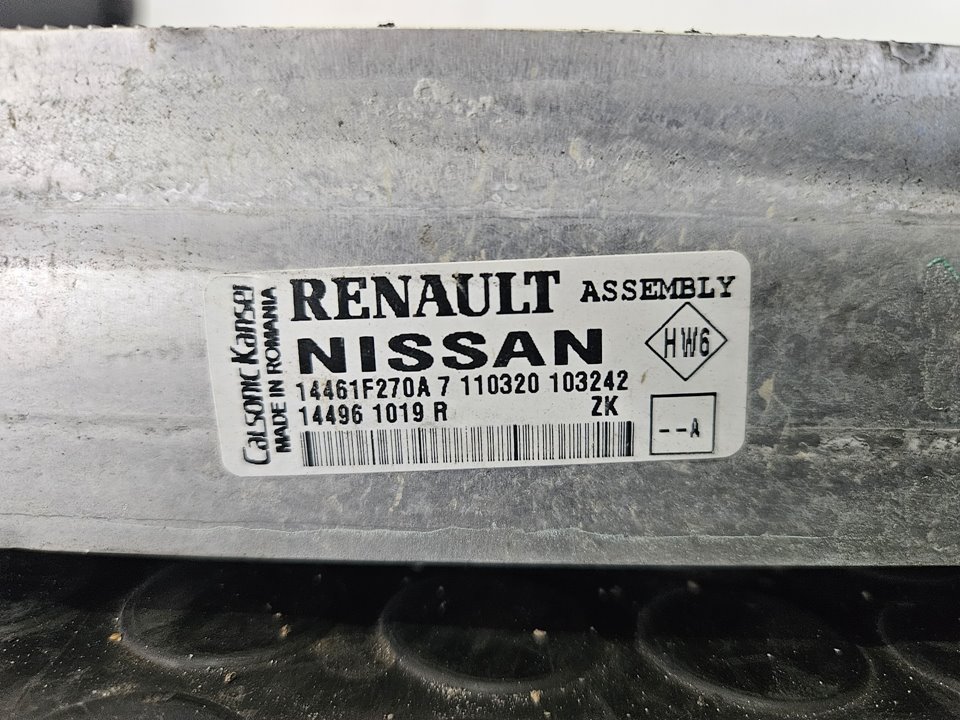 RENAULT ASSEMBLY
NISSAN
HW6
14461F270A 7 110320 103242
14496 1019 R ZK
--A
Calsonic Kansei
MADE IN ROMANIA